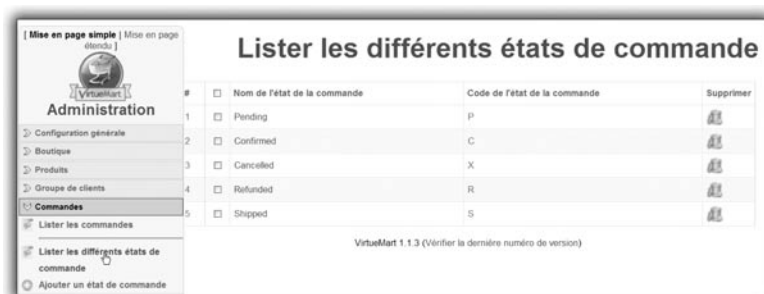 [ Mise en page simple | Mise en page
étendu ]
VirtueMart
Administration
Configuration générale
Boutique
Produits
Groupe de clients
Commandes
Lister les commandes
Lister les différents états de
commande
Ajouter un état de commande
Lister les différents états de commande
# Nom de l'état de la commande Code de l'état de la commande Supprimer
1 Pending P
2 Confirmed C
3 Cancelled X
4 Refunded R
5 Shipped S
VirtueMart 1.1.3 (Vérifier la dernière numéro de version)